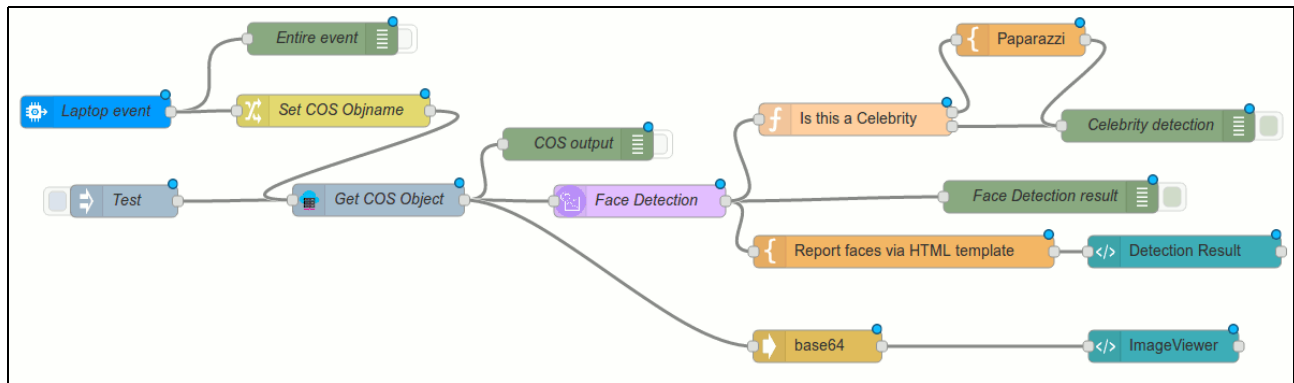 Entire event
Paparazzi
Laptop event
Set COS Objname
Is this a Celebrity
Celebrity detection
COS output
Test
Get COS Object
Face Detection
Face Detection result
Report faces via HTML template
Detection Result
base64
ImageViewer